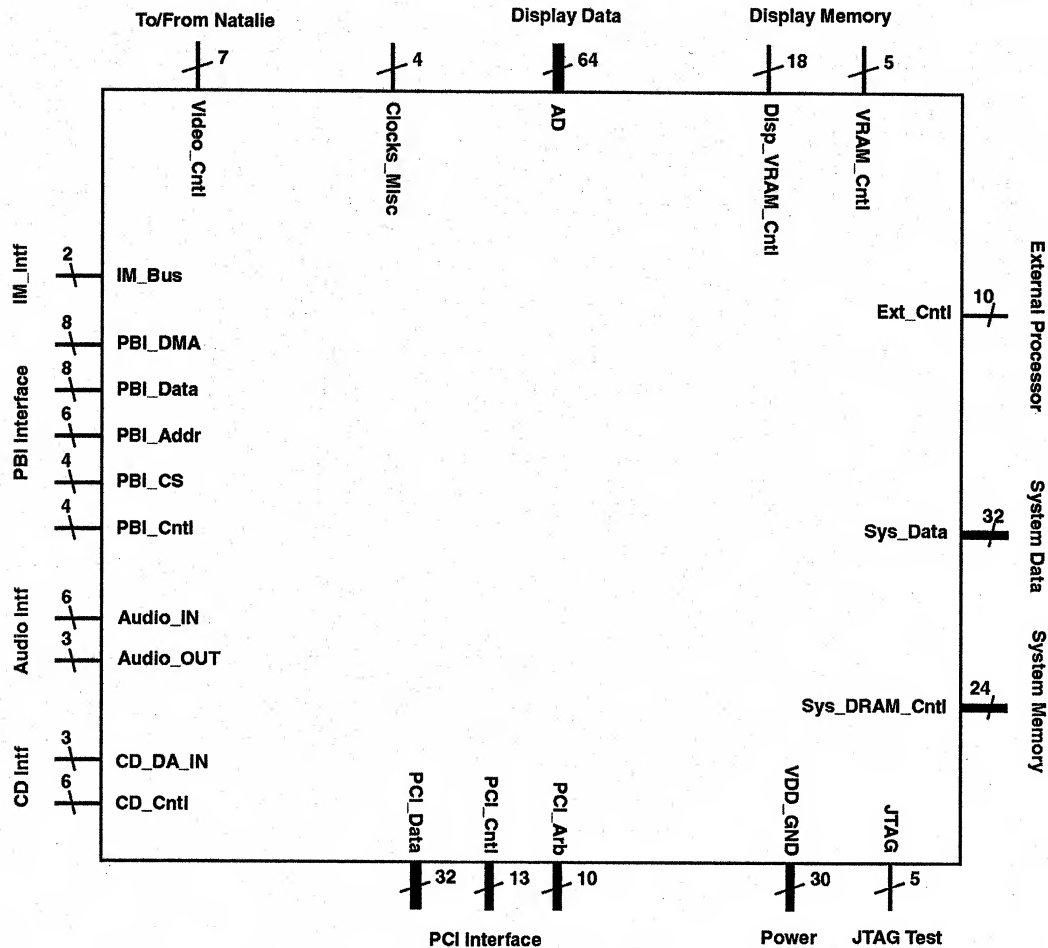 To/From Natalie
Display Data
Display Memory
7
4
64
18
5
Video_Cntl
Clocks_Misc
AD
Disp_VRAM_Cntl
VRAM_Cntl
IM_Intf
2
IM_Bus
PBI Interface
8
PBI_DMA
8
PBI_Data
6
PBI_Addr
4
PBI_CS
4
PBI_Cntl
Audio Intf
6
Audio_IN
3
Audio_OUT
CD Intf
3
CD_DA_IN
6
CD_Cntl
External Processor
10
Ext_Cntl
System Data
32
Sys_Data
System Memory
24
Sys_DRAM_Cntl
PCI_Data
PCI_Cntl
PCI_Arb
VDD_GND
JTAG
32
13
10
30
5
PCI Interface
Power
JTAG Test